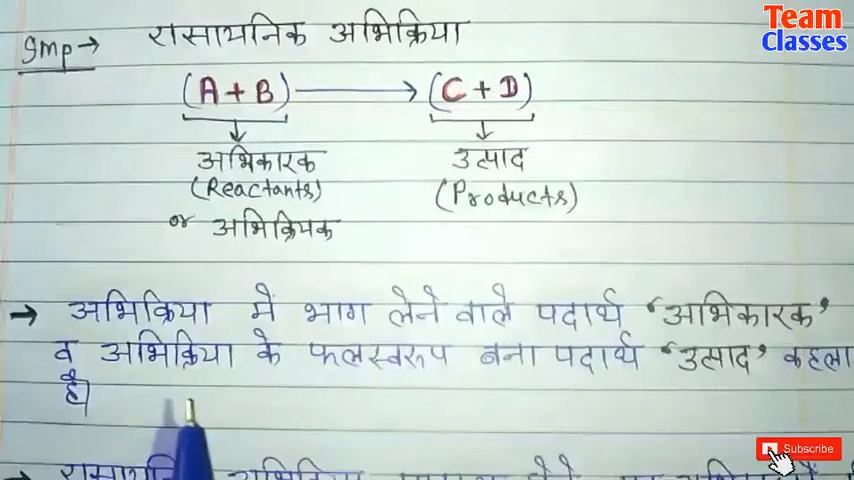 Team
Classes
Imp → रासायनिक अभिक्रिया
(A + B) → (C + D)
अभिकारक उत्पाद
(Reactants) (Products)
or अभिक्रियक
→ अभिक्रिया में भाग लेने वाले पदार्थ ‘अभिकारक’
व अभिक्रिया के फलस्वरूप बना पदार्थ ‘उत्पाद’ कहला
है।
Subscribe